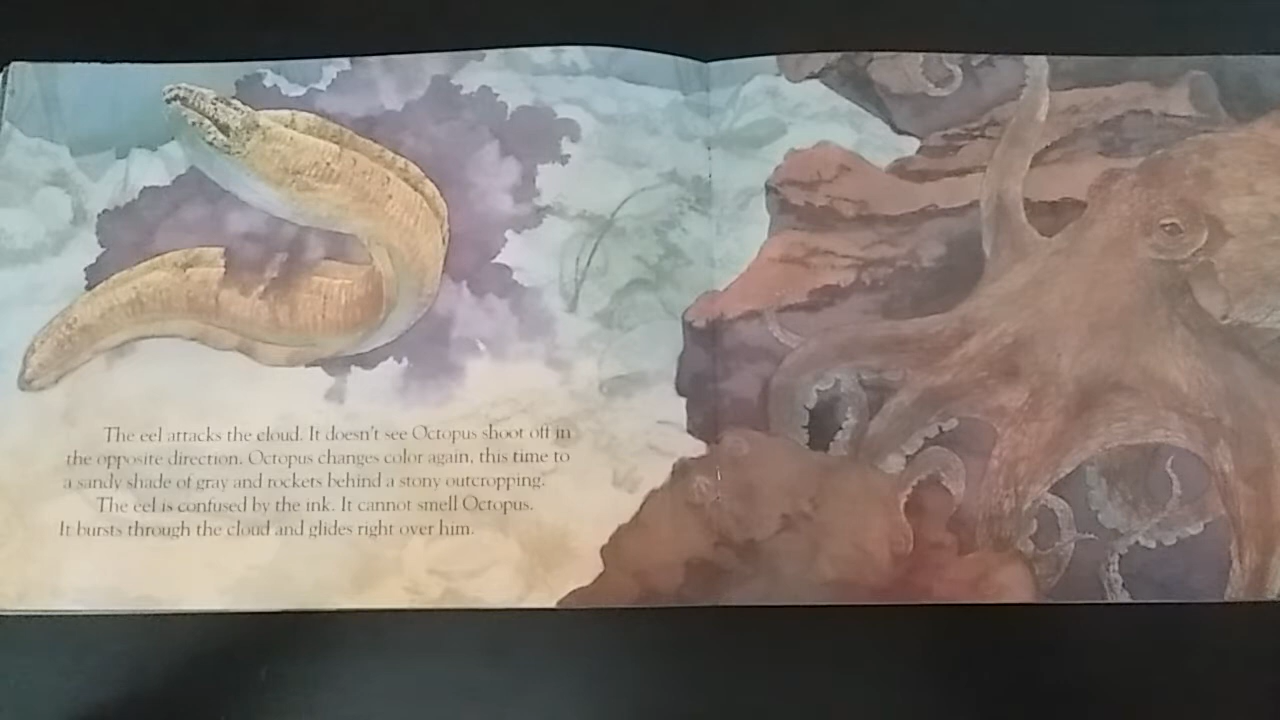 The eel attacks the cloud. It doesn't see Octopus shoot off in
the opposite direction. Octopus changes color again, this time to
a sandy shade of gray and rockets behind a stony outcropping.
The eel is confused by the ink. It cannot smell Octopus.
It bursts through the cloud and glides right over him.